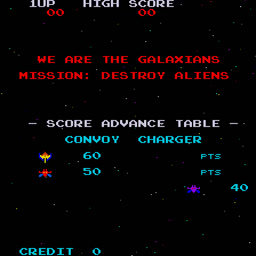 1UP HIGH SCORE
00 00
WE ARE THE GALAXIANS
MISSION: DESTROY ALIENS
— SCORE ADVANCE TABLE —
CONVOY CHARGER
60 PTS
50 PTS
40
CREDIT 0